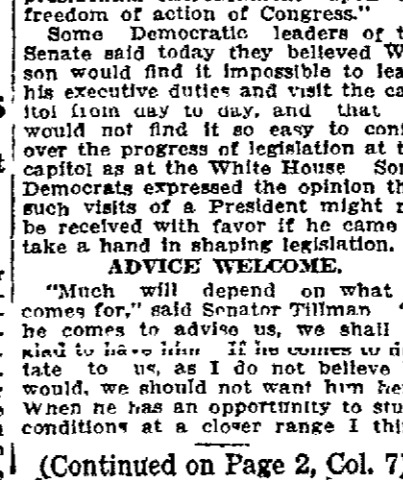 freedom of action of Congress."
Some Democratic leaders of t
Senate said today they believed W
son would find it impossible to lea
his executive duties and visit the ca
itol from day to day, and that
would not find it so easy to conf
over the progress of legislation at t
capitol as at the White House Som
Democrats expressed the opinion th
such visits of a President might n
be received with favor if he came
take a hand in shaping legislation.
ADVICE WELCOME.
"Much will depend on what
comes for," said Senator Tillman "
he comes to advise us, we shall
glad to have him If he comes to d
tate to us, as I do not believe
would, we should not want him he
When he has an opportunity to stu
conditions at a closer range I thi
(Continued on Page 2, Col. 7)